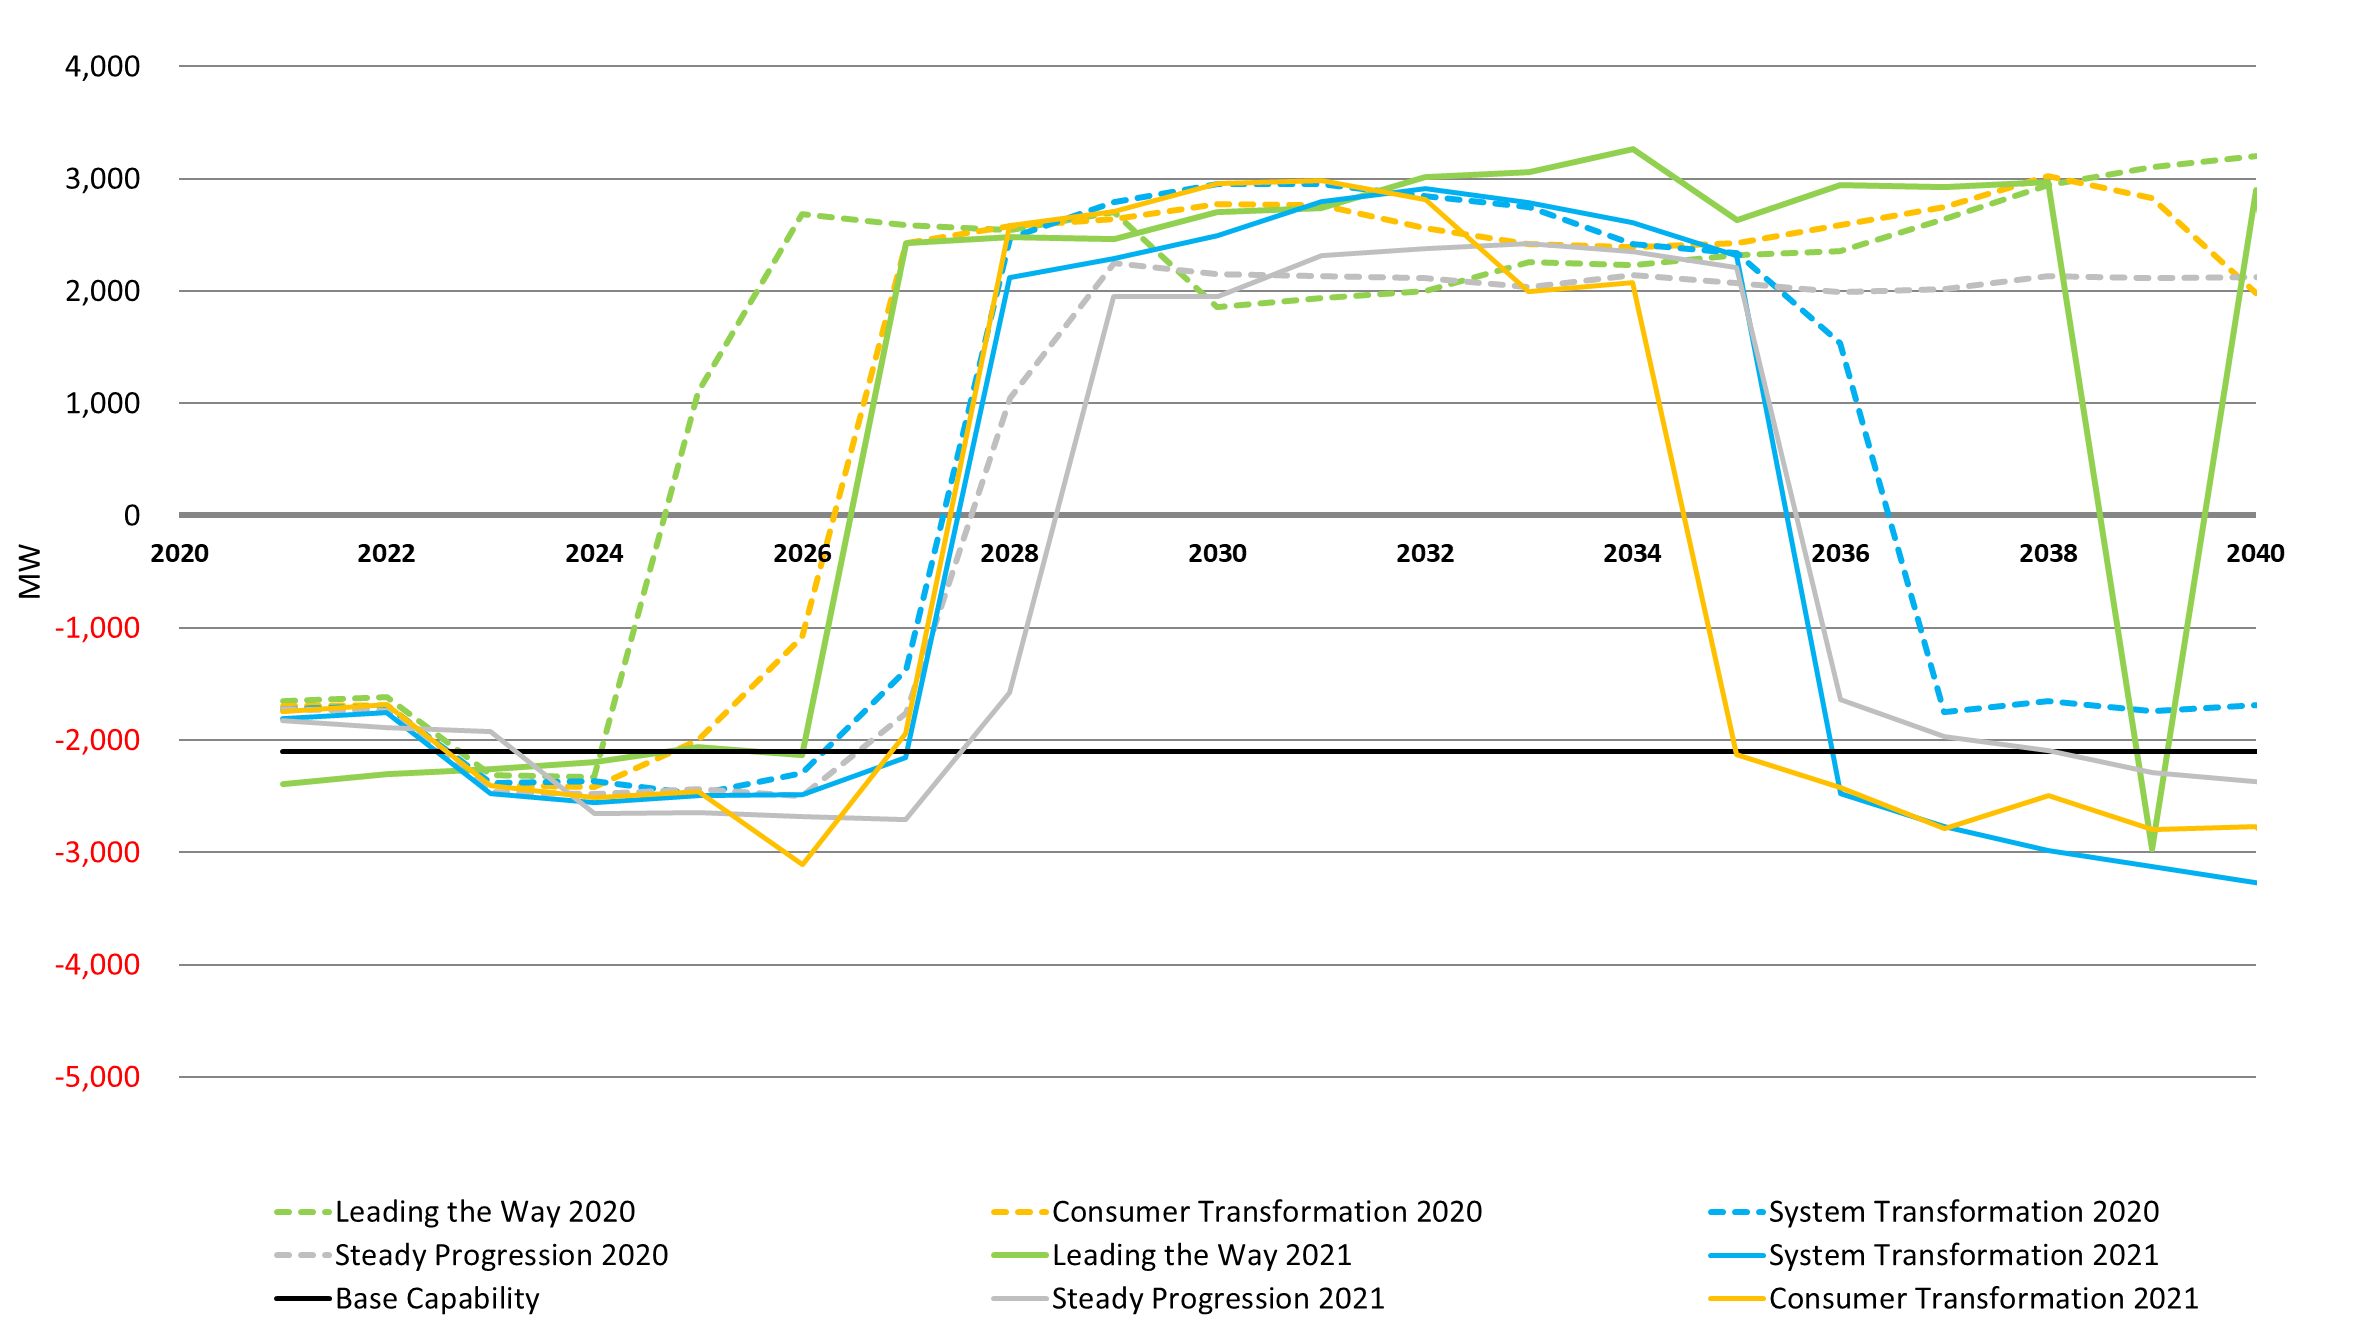 4,000
3,000
2,000
1,000
0
2020 2022 2024 2026 2028 2030 2032 2034 2036 2038 2040
MW
-1,000
-2,000
-3,000
-4,000
-5,000
Leading the Way 2020 Consumer Transformation 2020 System Transformation 2020
Steady Progression 2020 Leading the Way 2021 System Transformation 2021
Base Capability Steady Progression 2021 Consumer Transformation 2021